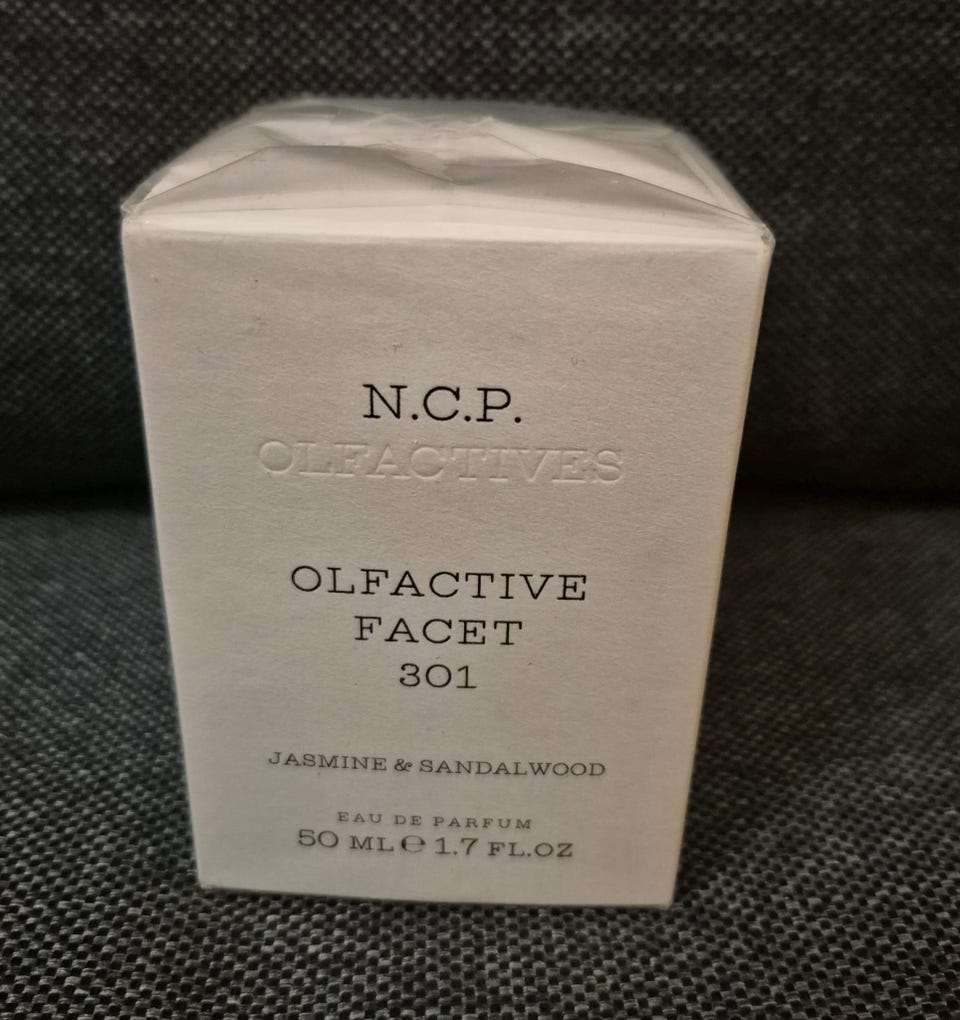 N.C.P.
OLFACTIVES
OLFACTIVE
FACET
301
JASMINE & SANDALWOOD
EAU DE PARFUM
50 ML ℮ 1.7 FL.OZ